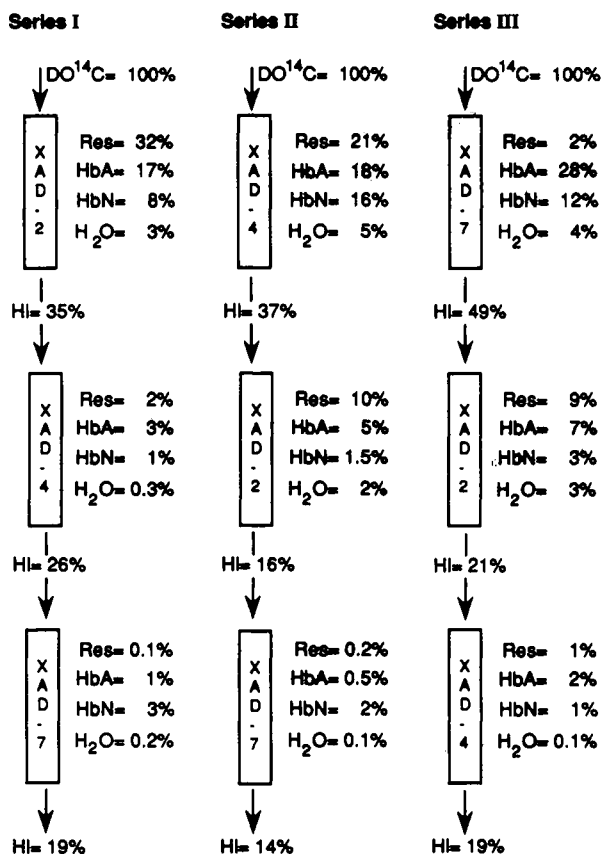 Series I Series II Series III
DO¹⁴C= 100% DO¹⁴C= 100% DO¹⁴C= 100%
XAD-2
Res= 32%
HbA= 17%
HbN= 8%
H₂O= 3%
XAD-4
Res= 21%
HbA= 18%
HbN= 16%
H₂O= 5%
XAD-7
Res= 2%
HbA= 28%
HbN= 12%
H₂O= 4%
HI= 35% HI= 37% HI= 49%
XAD-4
Res= 2%
HbA= 3%
HbN= 1%
H₂O= 0.3%
XAD-2
Res= 10%
HbA= 5%
HbN= 1.5%
H₂O= 2%
XAD-2
Res= 9%
HbA= 7%
HbN= 3%
H₂O= 3%
HI= 26% HI= 16% HI= 21%
XAD-7
Res= 0.1%
HbA= 1%
HbN= 3%
H₂O= 0.2%
XAD-7
Res= 0.2%
HbA= 0.5%
HbN= 2%
H₂O= 0.1%
XAD-4
Res= 1%
HbA= 2%
HbN= 1%
H₂O= 0.1%
HI= 19% HI= 14% HI= 19%